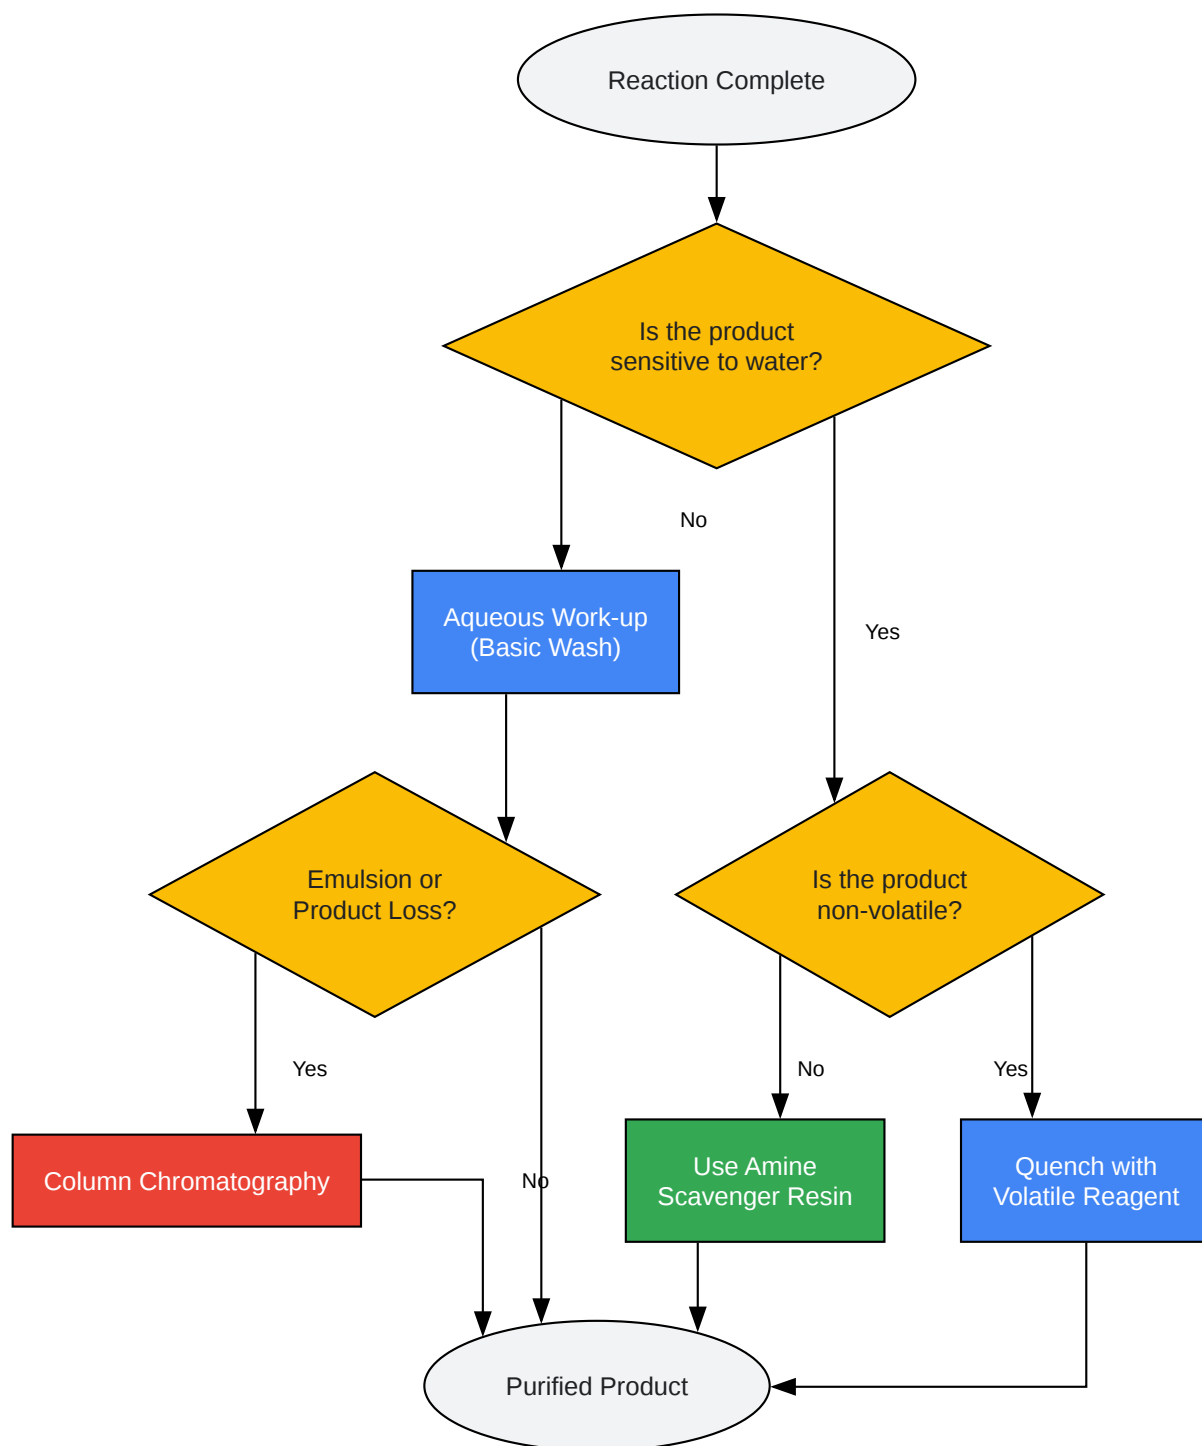 Reaction Complete
Is the product
sensitive to water?
No
Aqueous Work-up
(Basic Wash)
Yes
Emulsion or
Product Loss?
Is the product
non-volatile?
Yes
No
Yes
Column Chromatography
No
Use Amine
Scavenger Resin
Quench with
Volatile Reagent
Purified Product